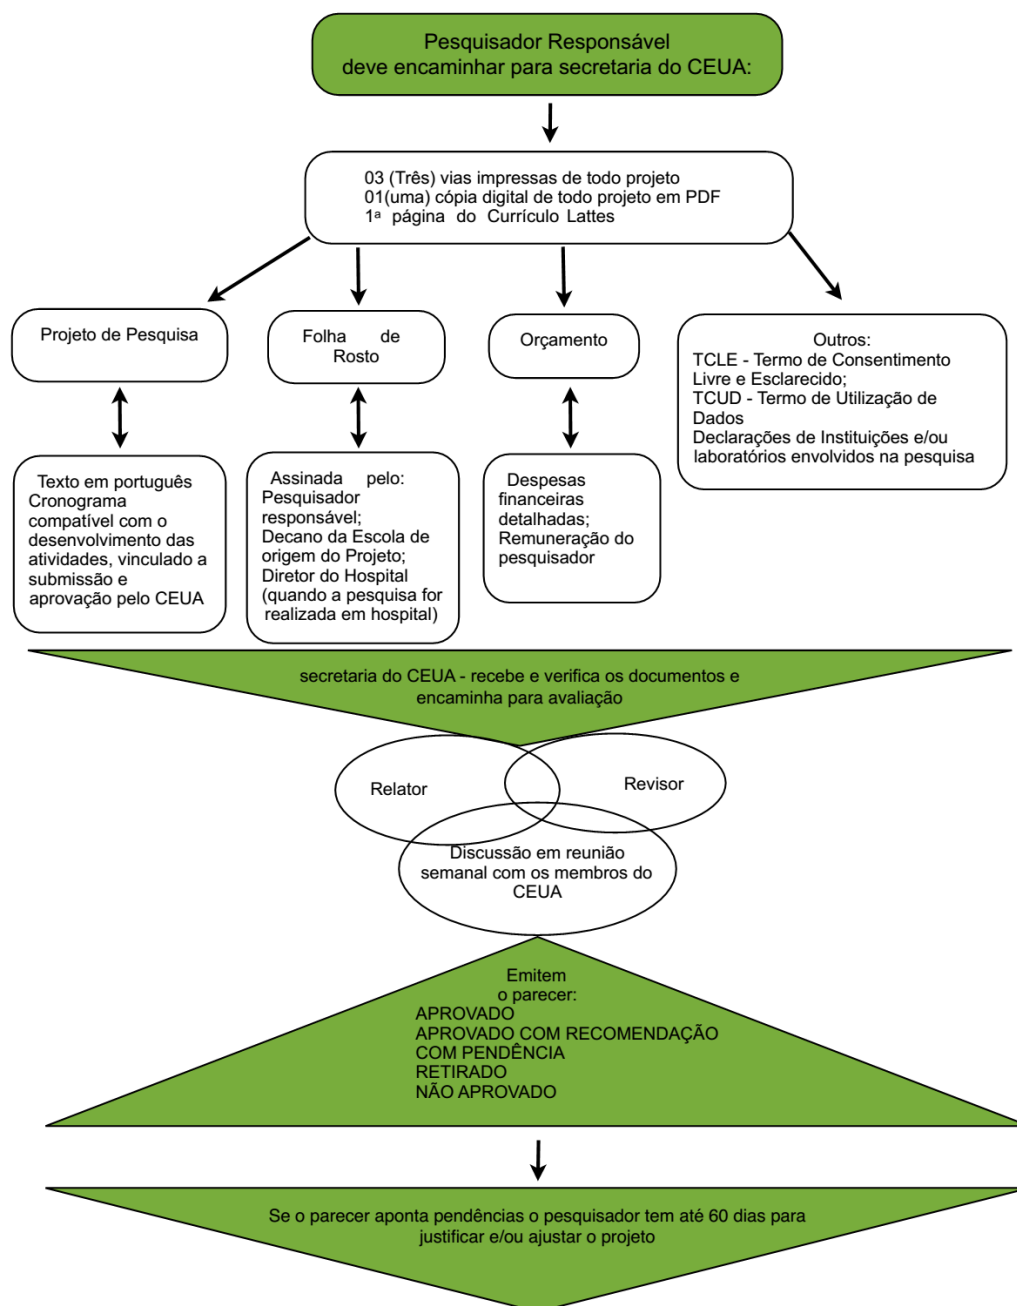 Pesquisador Responsável
deve encaminhar para secretaria do CEUA:
03 (Três) vias impressas de todo projeto
01(uma) cópia digital de todo projeto em PDF
1ª página do Currículo Lattes
Projeto de Pesquisa
Folha de
Rosto
Orçamento
Outros:
TCLE - Termo de Consentimento
Livre e Esclarecido;
TCUD - Termo de Utilização de
Dados
Declarações de Instituições e/ou
laboratórios envolvidos na pesquisa
Texto em português
Cronograma
compatível com o
desenvolvimento das
atividades, vinculado a
submissão e
aprovação pelo CEUA
Assinada pelo:
Pesquisador
responsável;
Decano da Escola de
origem do Projeto;
Diretor do Hospital
(quando a pesquisa for
realizada em hospital)
Despesas
financeiras
detalhadas;
Remuneração do
pesquisador
secretaria do CEUA - recebe e verifica os documentos e
encaminha para avaliação
Relator
Revisor
Discussão em reunião
semanal com os membros do
CEUA
Emitem
o parecer:
APROVADO
APROVADO COM RECOMENDAÇÃO
COM PENDÊNCIA
RETIRADO
NÃO APROVADO
Se o parecer aponta pendências o pesquisador tem até 60 dias para
justificar e/ou ajustar o projeto